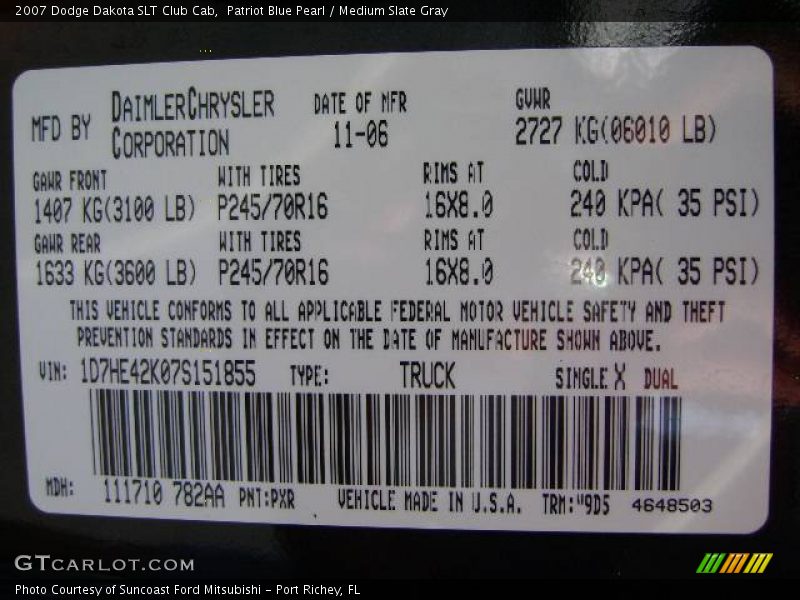 2007 Dodge Dakota SLT Club Cab,  Patriot Blue Pearl / Medium Slate Gray
MFD BY DAIMLERCHRYSLER CORPORATION DATE OF MFR 11-06 GVWR 2727 KG(06010 LB)
GAWR FRONT WITH TIRES RIMS AT COLD
1407 KG(3100 LB) P245/70R16 16X8.0 240 KPA( 35 PSI)
GAWR REAR WITH TIRES RIMS AT COLD
1633 KG(3600 LB) P245/70R16 16X8.0 240 KPA( 35 PSI)
THIS VEHICLE CONFORMS TO ALL APPLICABLE FEDERAL MOTOR VEHICLE SAFETY AND THEFT
PREVENTION STANDARDS IN EFFECT ON THE DATE OF MANUFACTURE SHOWN ABOVE.
VIN: 1D7HE42K07S151855 TYPE: TRUCK SINGLE X DUAL
MDH: 111710 782AA PNT:PXR VEHICLE MADE IN U.S.A. TRM:"9D5 4648503
GTCARLOT.COM
Photo Courtesy of Suncoast Ford Mitsubishi - Port Richey, FL